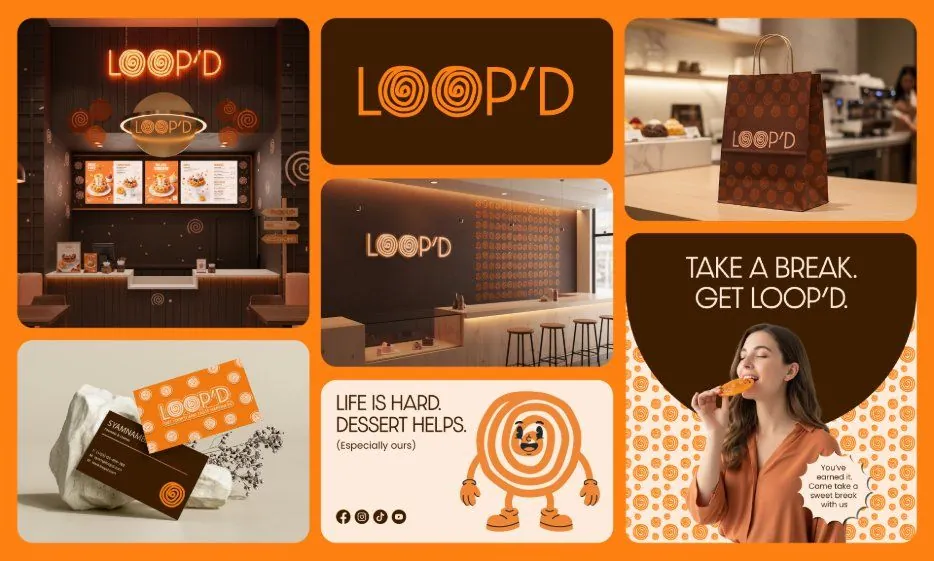 LOOP'D
LOOP'D
LOOP'D
LOOP'D
LOOP'D
TAKE A BREAK.
GET LOOP'D.
You've
earned it.
Come take a
sweet break
with us
LOOP'D
SYAMNAME
LIFE IS HARD.
DESSERT HELPS.
(Especially ours)